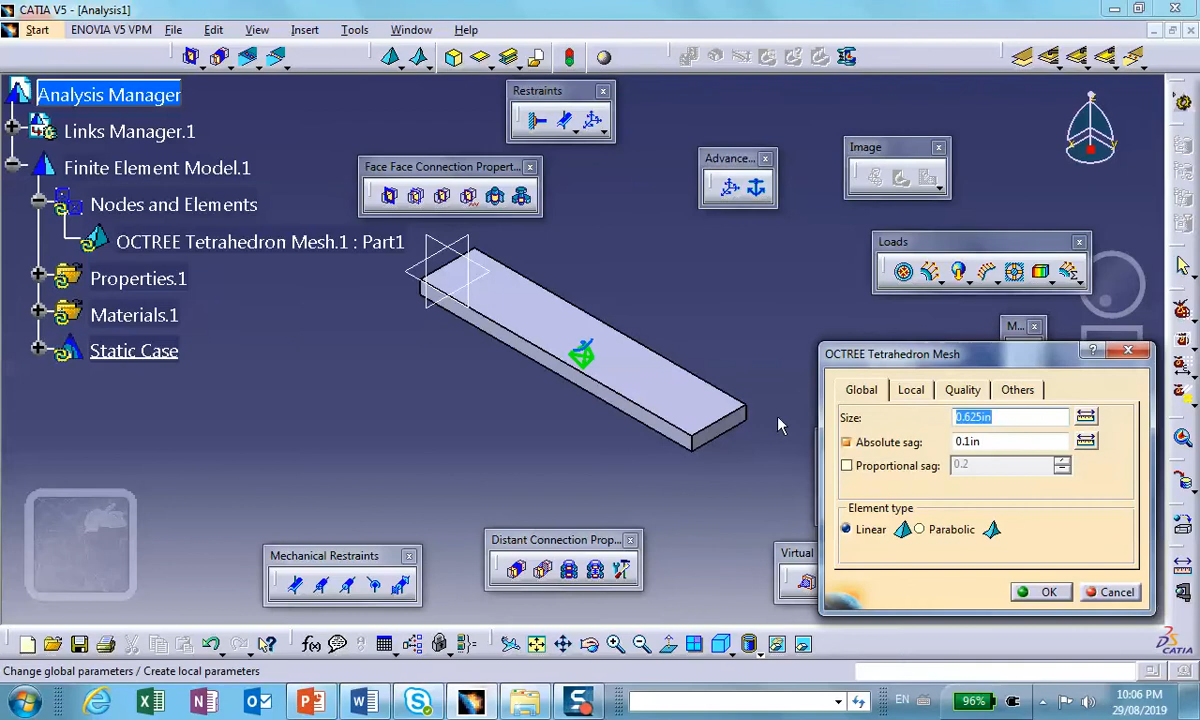 CATIA V5 - [Analysis1]
Start
ENOVIA V5 VPM
File
Edit
View
Insert
Tools
Window
Help
Analysis Manager
Links Manager.1
Finite Element Model.1
Nodes and Elements
OCTREE Tetrahedron Mesh.1 : Part1
Properties.1
Materials.1
Static Case
Restraints
Face Face Connection Propert...
Advance...
Image
Loads
M...
OCTREE Tetrahedron Mesh
Global
Local
Quality
Others
Size:
0.625in
Absolute sag:
0.1in
Proportional sag:
0.2
Element type
Linear
Parabolic
OK
Cancel
Mechanical Restraints
Distant Connection Prop...
Virtual
f(x)
CATIA
Change global parameters / Create local parameters
EN
96%
10:06 PM
29/08/2019